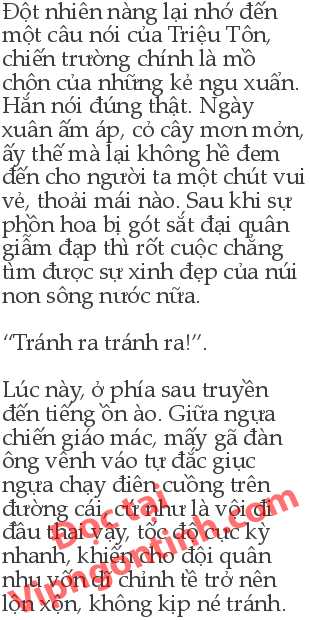 Đột nhiên nàng lại nhớ đến
một câu nói của Triệu Tôn,
chiến trường chính là mồ
chôn của những kẻ ngu xuẩn.
Hắn nói đúng thật. Ngày
xuân ấm áp, cỏ cây mơn mởn,
ấy thế mà lại không hề đem
đến cho người ta một chút vui
vẻ, thoải mái nào. Sau khi sự
phồn hoa bị gót sắt đại quân
giẫm đạp thì rốt cuộc chẳng
tìm được sự xinh đẹp của núi
non sông nước nữa.
“Tránh ra tránh ra!”.
Lúc này, ở phía sau truyền
đến tiếng ồn ào. Giữa ngựa
chiến giáo mác, mấy gã đàn
ông vênh váo tự đắc giục
ngựa chạy điên cuồng trên
đường cái, cứ như là vội đi
đầu thai vậy, tốc độ cực kỳ
nhanh, khiến cho đội quân
như vốn dĩ chỉnh tề trở nên
lộn xộn, không kịp né tránh.
Đọc tại
Vipngontinh.com